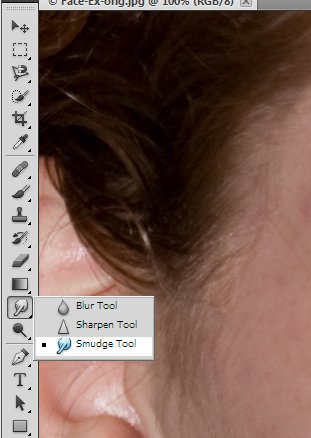 © Face-Ex-orig.jpg @ 100% (RGB/8)
Blur Tool
Sharpen Tool
Smudge Tool
T